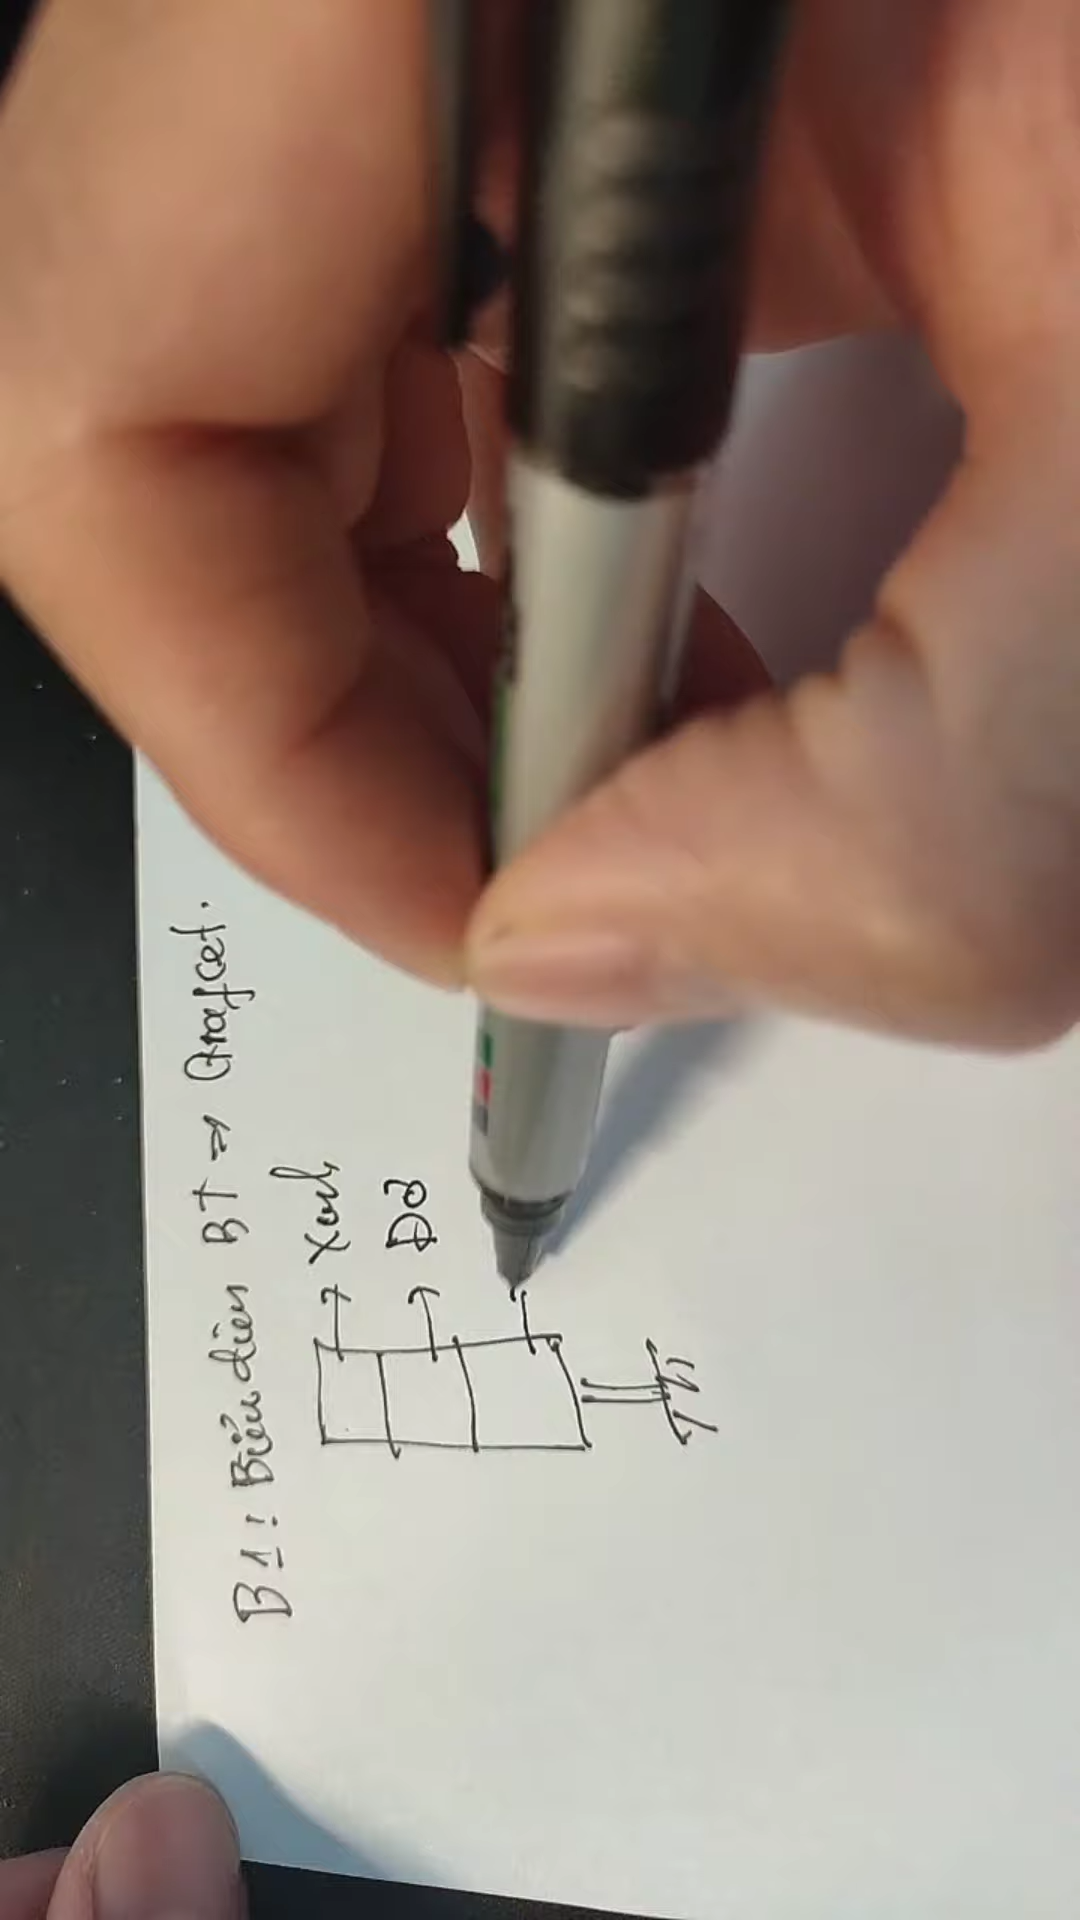 B1: Biểu diễn BT → Grafcet.
Xanh
Đỏ